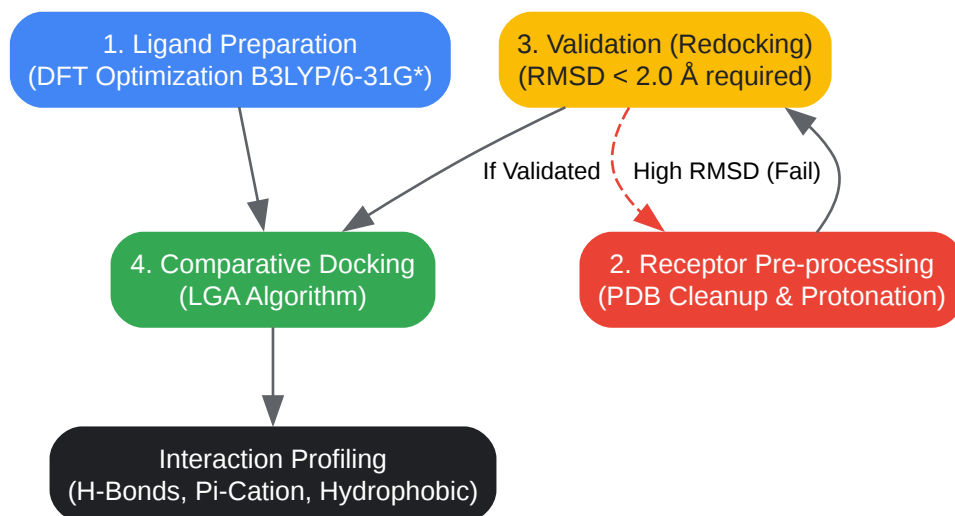 1. Ligand Preparation
(DFT Optimization B3LYP/6-31G*)
3. Validation (Redocking)
(RMSD < 2.0 Å required)
If Validated
High RMSD (Fail)
4. Comparative Docking
(LGA Algorithm)
2. Receptor Pre-processing
(PDB Cleanup & Protonation)
Interaction Profiling
(H-Bonds, Pi-Cation, Hydrophobic)